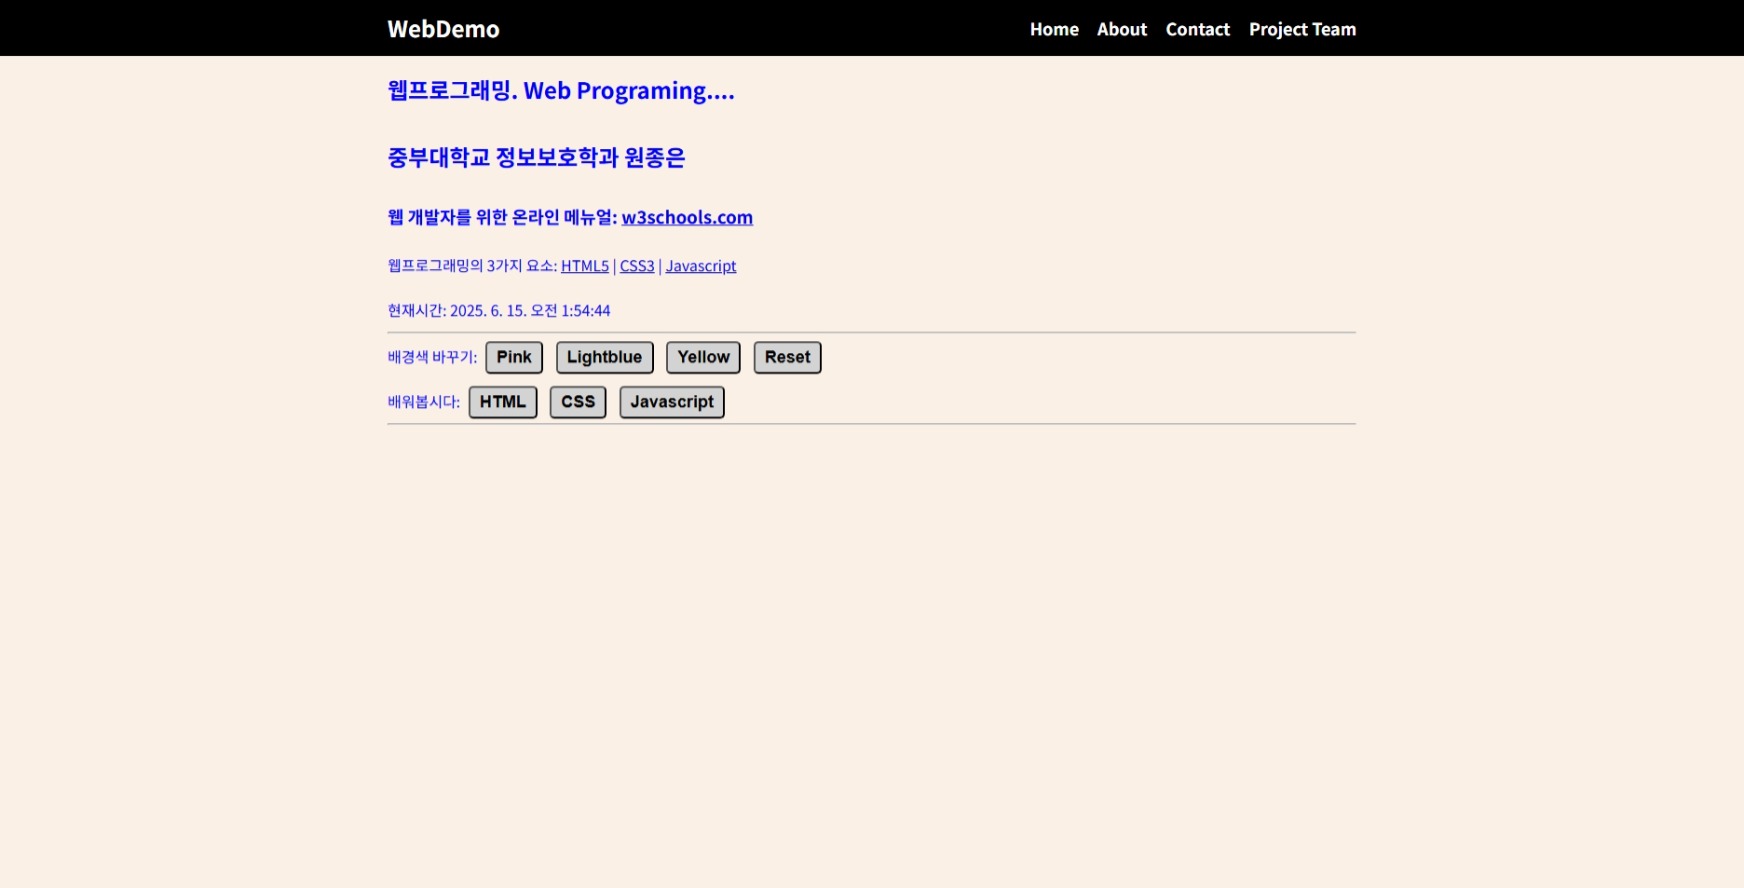 WebDemo Home About Contact Project Team
웹프로그래밍. Web Programing....
중부대학교 정보보호학과 원종은
웹 개발자를 위한 온라인 메뉴얼: w3schools.com
웹프로그래밍의 3가지 요소: HTML5 | CSS3 | Javascript
현재시간: 2025. 6. 15. 오전 1:54:44
배경색 바꾸기: Pink Lightblue Yellow Reset
배워봅시다: HTML CSS Javascript